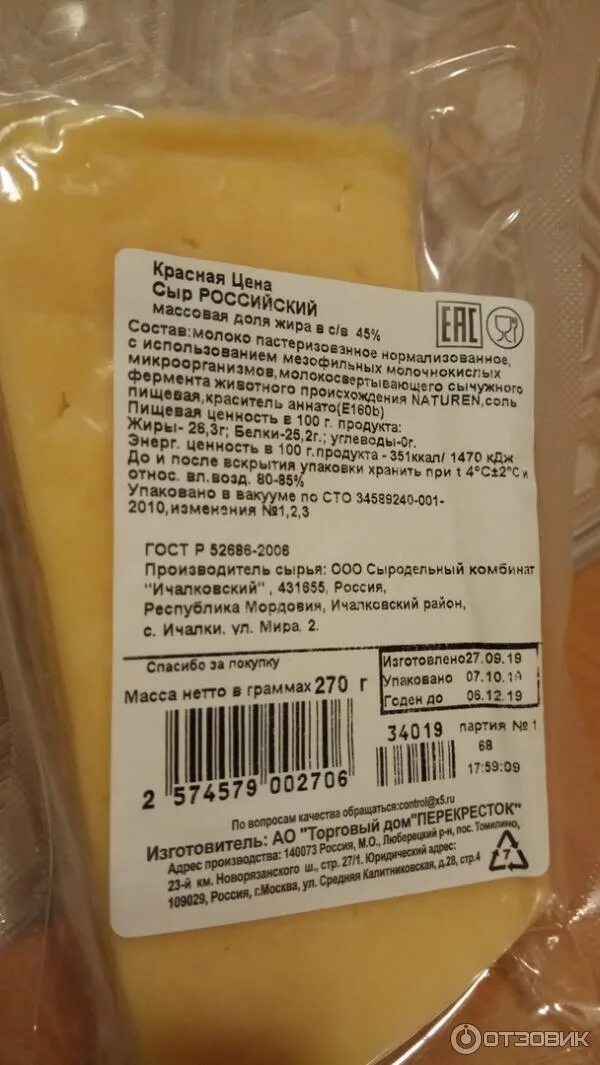 Красная Цена
Сыр РОССИЙСКИЙ
массовая доля жира в с/в 45%
Состав:молоко пастеризованное нормализованное,
с использованием мезофильных молочнокислых
микроорганизмов,молокосвертывающего сычужного
фермента животного происхождения NATUREN,соль
пищевая,краситель аннато(Е160b)
Пищевая ценность в 100 г. продукта:
Жиры- 26,3г; Белки-25,2г.; углеводы-0г.
Энерг. ценность в 100 г.продукта - 351ккал/ 1470 кДж
До и после вскрытия упаковки хранить при t 4°С±2°С и
относ. вл.возд. 80-85%
Упаковано в вакууме по СТО 34589240-001-
2010,изменения №1,2,3
ЕАС
ГОСТ Р 52686-2006
Производитель сырья: ООО Сыродельный комбинат
"Ичалковский" , 431655, Россия,
Республика Мордовия, Ичалковский район,
с. Ичалки, ул. Мира, 2.
Спасибо за покупку
Масса нетто в граммах 270 г
Изготовлено27.09.19
Упаковано 07.10.19
Годен до 06.12.19
34019 партия № 1
68
17:59:09
2 574579 002706
По вопросам качества обращаться:control@x5.ru
Изготовитель: АО "Торговый дом"ПЕРЕКРЕСТОК"
Адрес производства: 140073 Россия, М.О., Люберецкий р-н, пос. Томилино,
23-й км. Новорязанского ш., стр. 27/1. Юридический адрес:
109029, Россия, г.Москва, ул. Средняя Калитниковская, д.28, стр.4
7
ОТЗОВИК